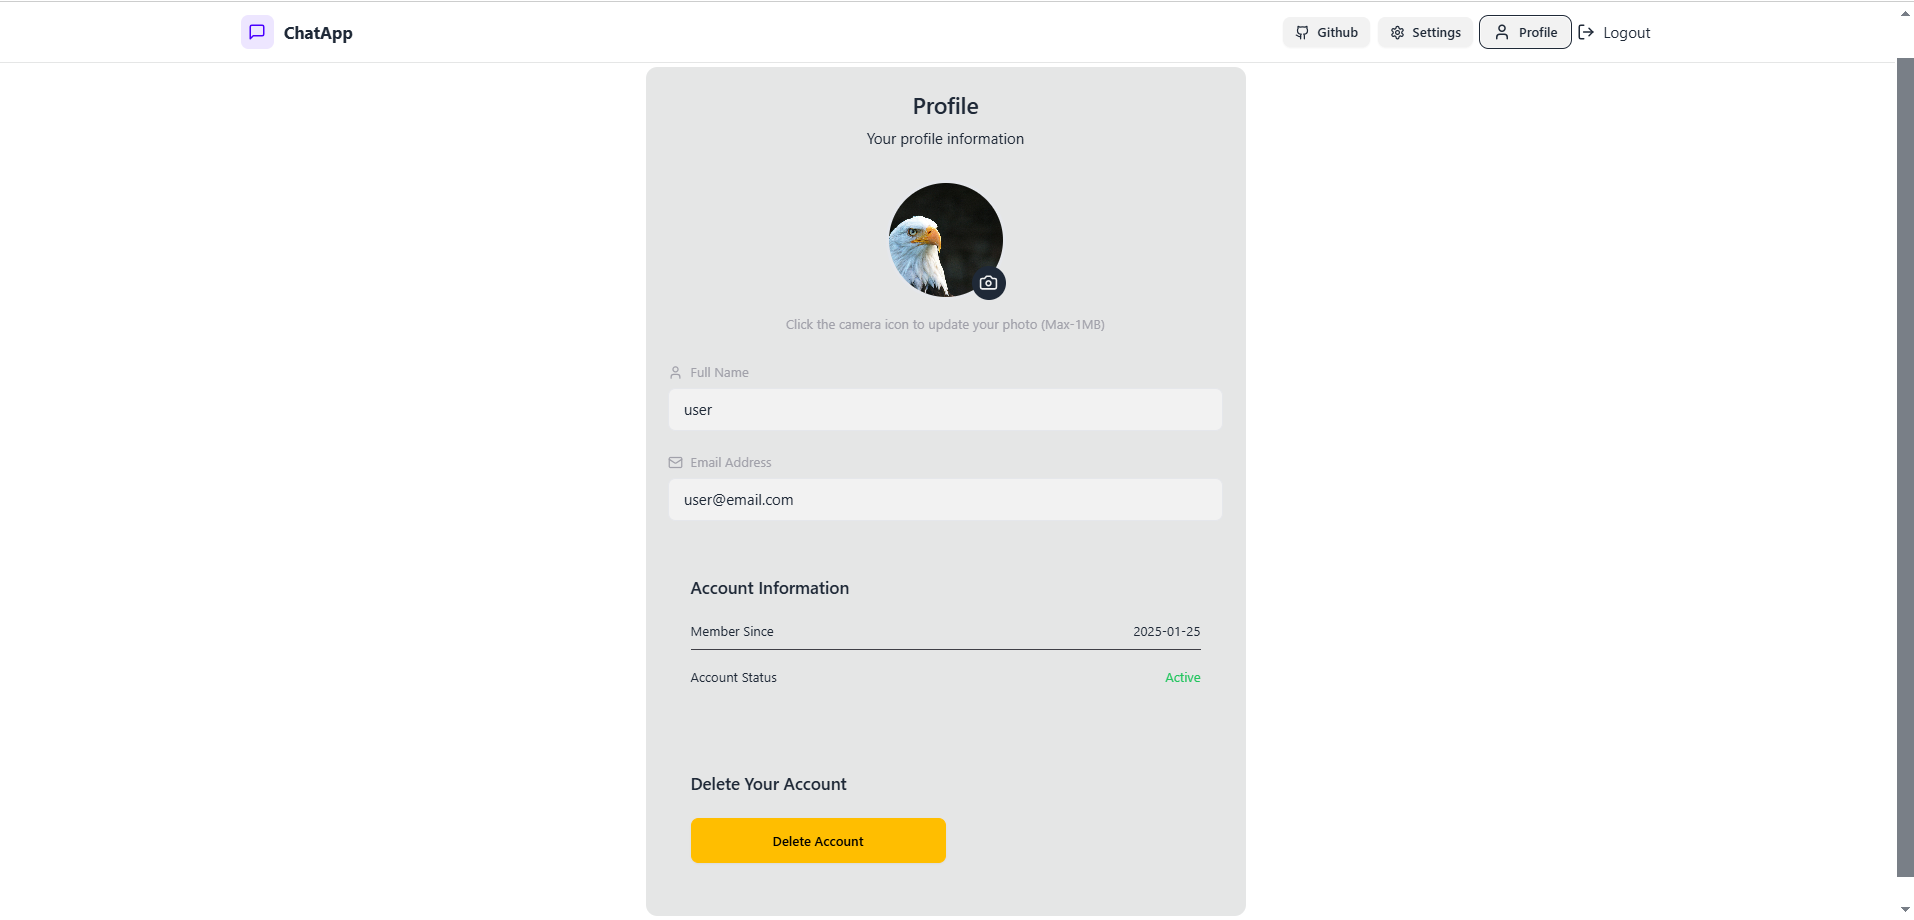 ChatApp
Github Settings Profile Logout
Profile
Your profile information
Click the camera icon to update your photo (Max-1MB)
Full Name
user
Email Address
user@email.com
Account Information
Member Since 2025-01-25
Account Status Active
Delete Your Account
Delete Account